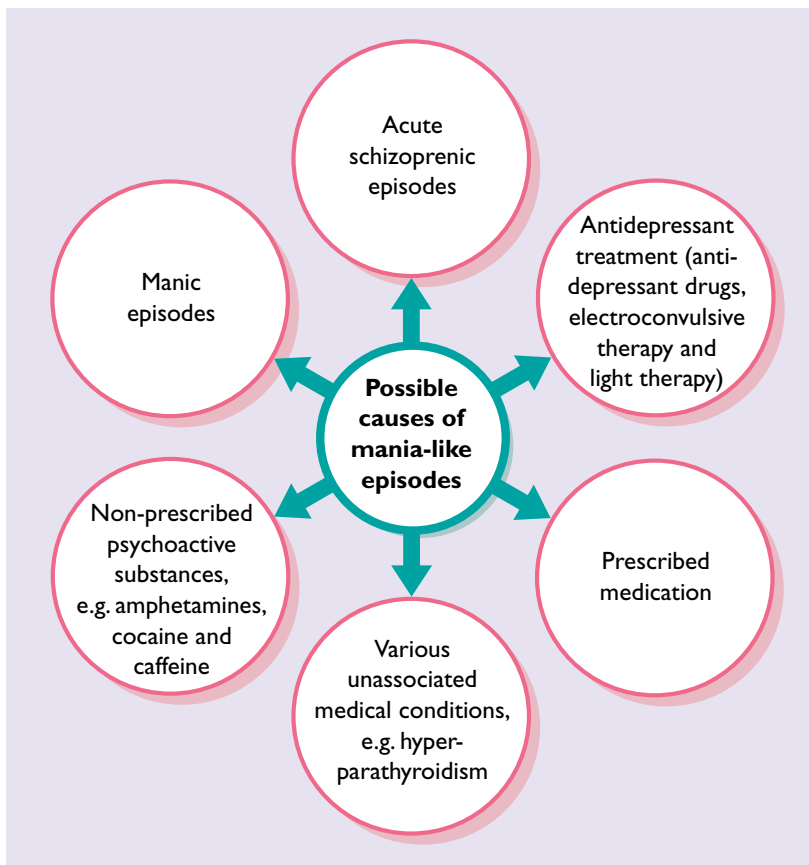 Acute
schizoprenic
episodes
Manic
episodes
Antidepressant
treatment (anti-
depressant drugs,
electroconvulsive
therapy and
light therapy)
Possible
causes of
mania-like
episodes
Non-prescribed
psychoactive
substances,
e.g. amphetamines,
cocaine and
caffeine
Prescribed
medication
Various
unassociated
medical conditions,
e.g. hyper-
parathyroidism